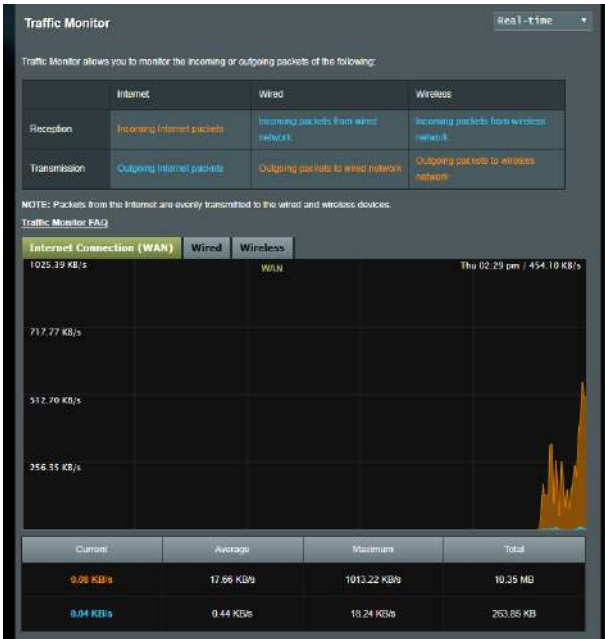 Traffic Monitor
Real-time
Traffic Monitor allows you to monitor the incoming or outgoing packets of the following:
Internet Wired Wireless
Reception Incoming Internet packets Incoming packets from wired network Incoming packets from wireless network
Transmission Outgoing Internet packets Outgoing packets to wired network Outgoing packets to wireless network
NOTE: Packets from the Internet are evenly transmitted to the wired and wireless devices.
Traffic Monitor FAQ
Internet Connection (WAN) Wired Wireless
1025.39 KB/s WAN Thu 02:29 pm / 454.10 KB/s
717.77 KB/s
512.70 KB/s
256.35 KB/s
Current Average Maximum Total
0.08 KB/s 17.66 KB/s 1013.22 KB/s 10.35 MB
0.04 KB/s 0.44 KB/s 18.24 KB/s 263.85 KB